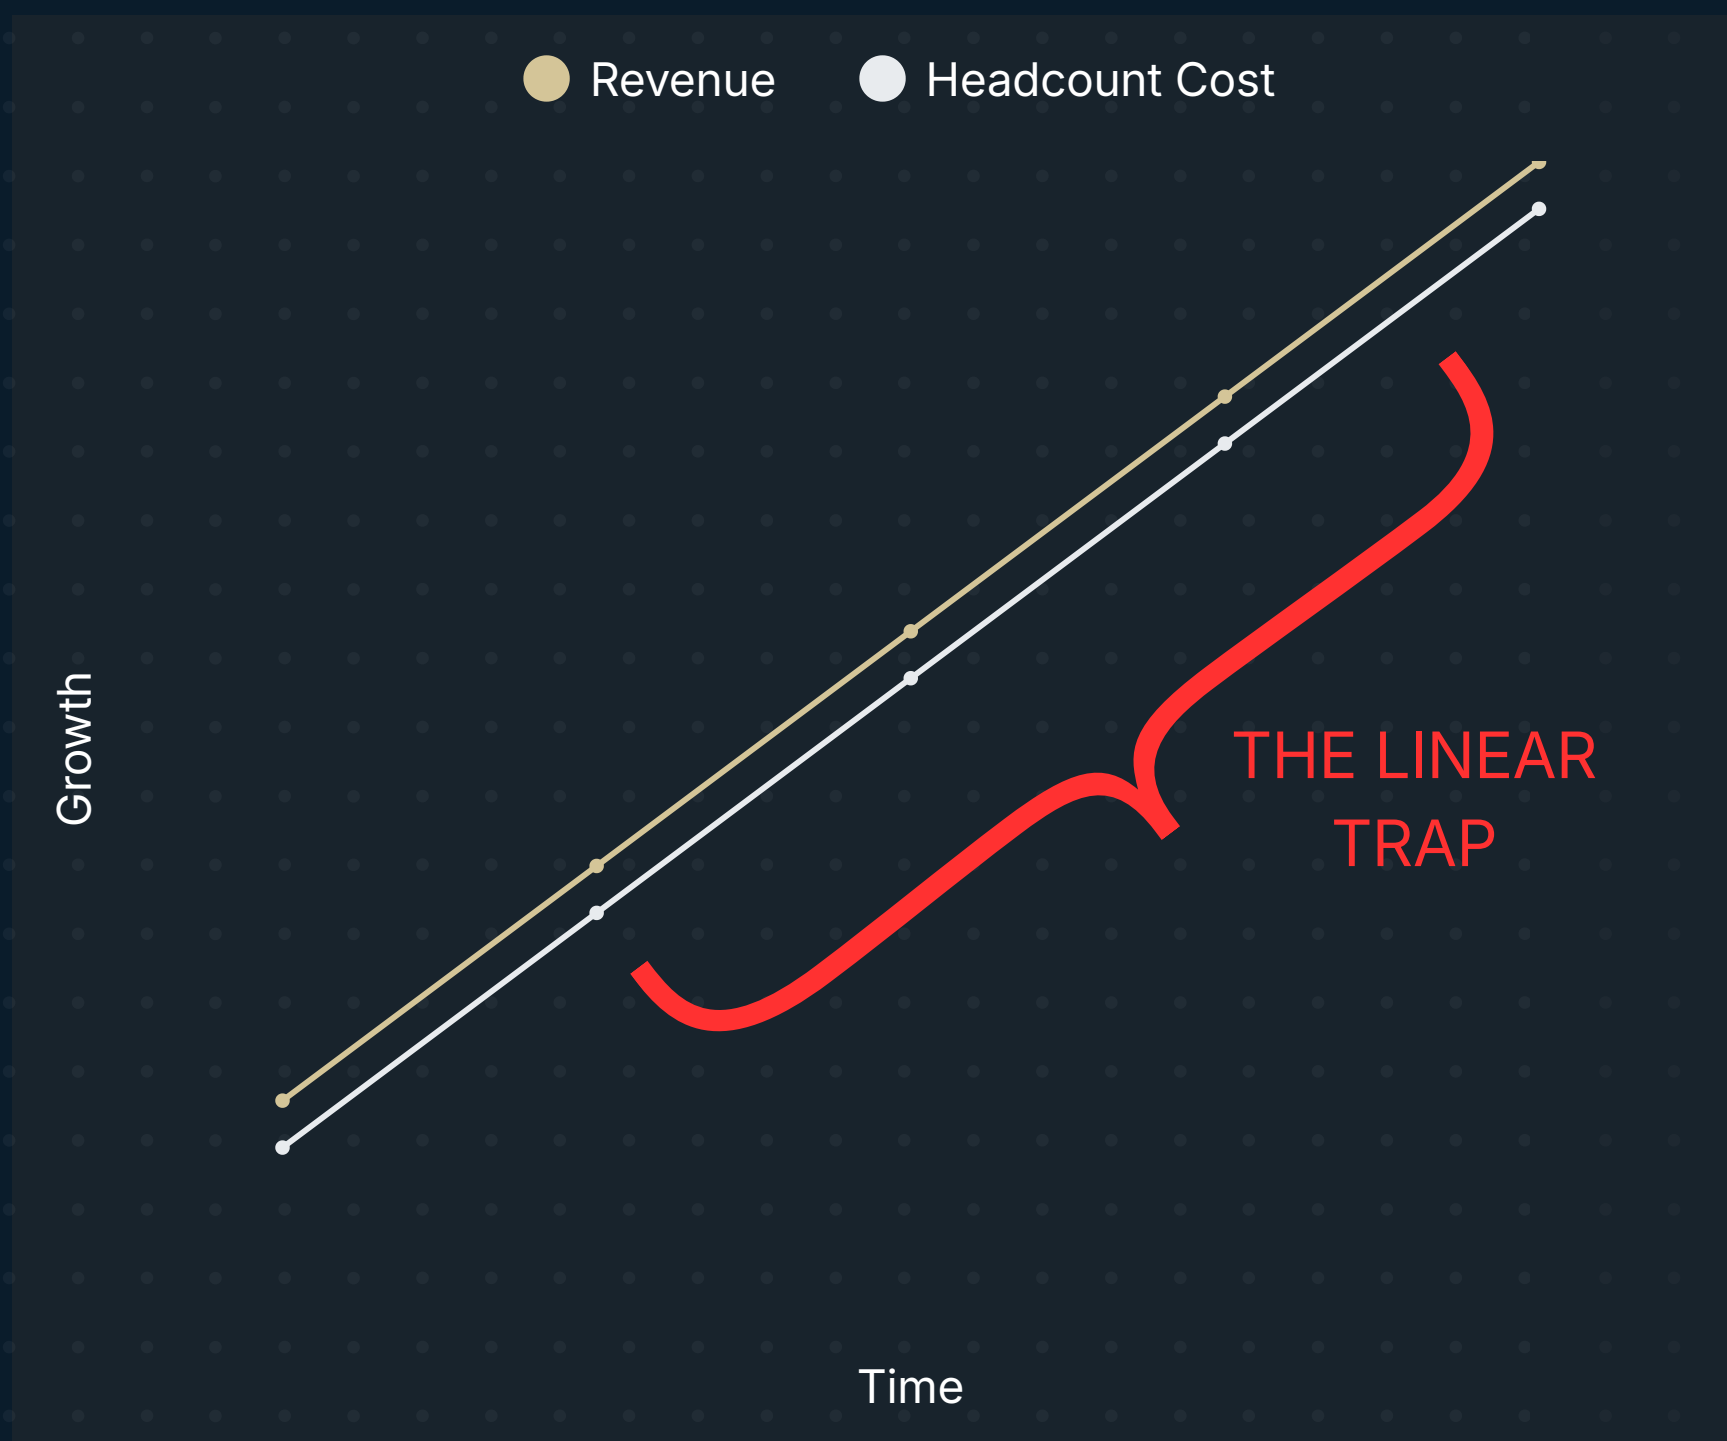 Revenue
Headcount Cost
Growth
THE LINEAR
TRAP
Time